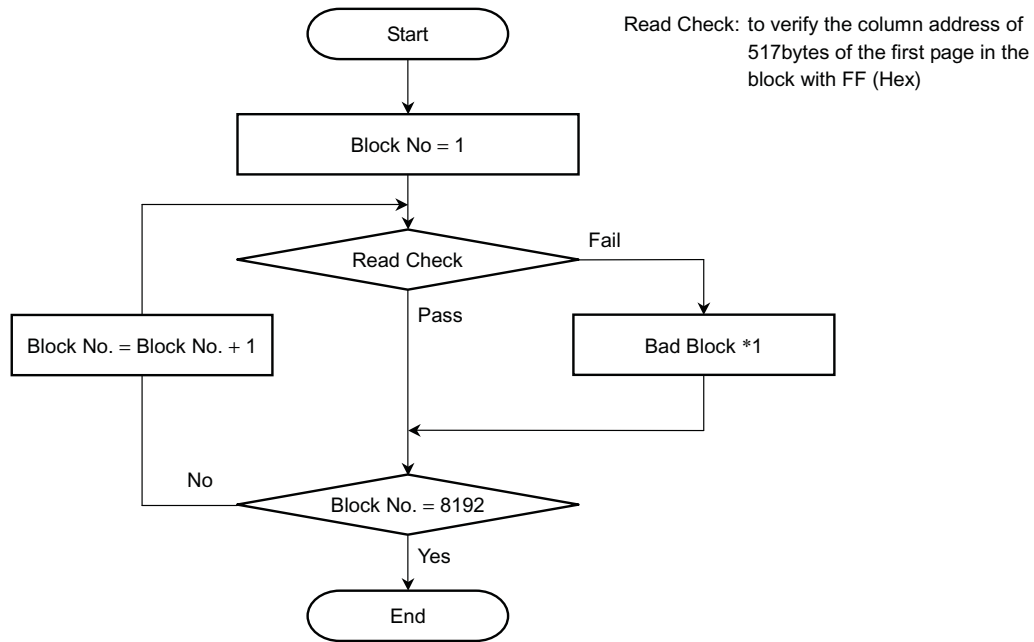 Start
Read Check: to verify the column address of
517bytes of the first page in the
block with FF (Hex)
Block No = 1
Fail
Read Check
Pass
Block No. = Block No. + 1
Bad Block *1
No
Block No. = 8192
Yes
End